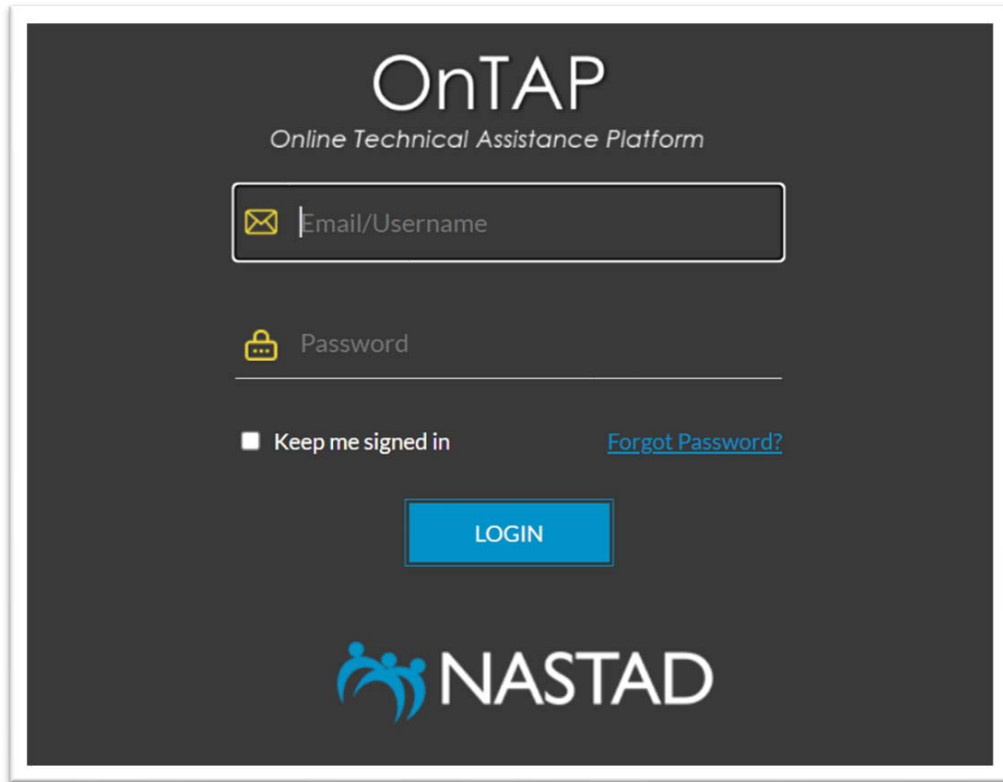 OnTAP
Online Technical Assistance Platform
Email/Username
Password
Keep me signed in Forgot Password?
LOGIN
NASTAD